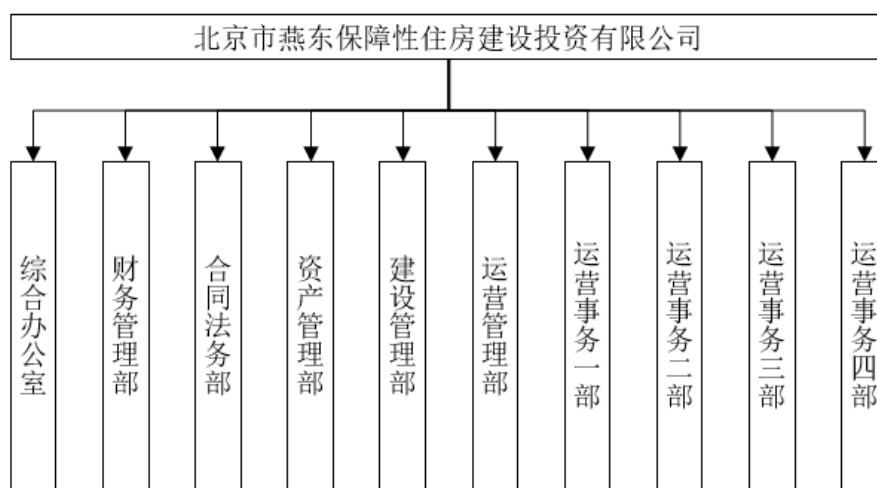 北京市燕东保障性住房建设投资有限公司
综合办公室
财务管理部
合同法务部
资产管理部
建设管理部
运营管理部
运营事务一部
运营事务二部
运营事务三部
运营事务四部